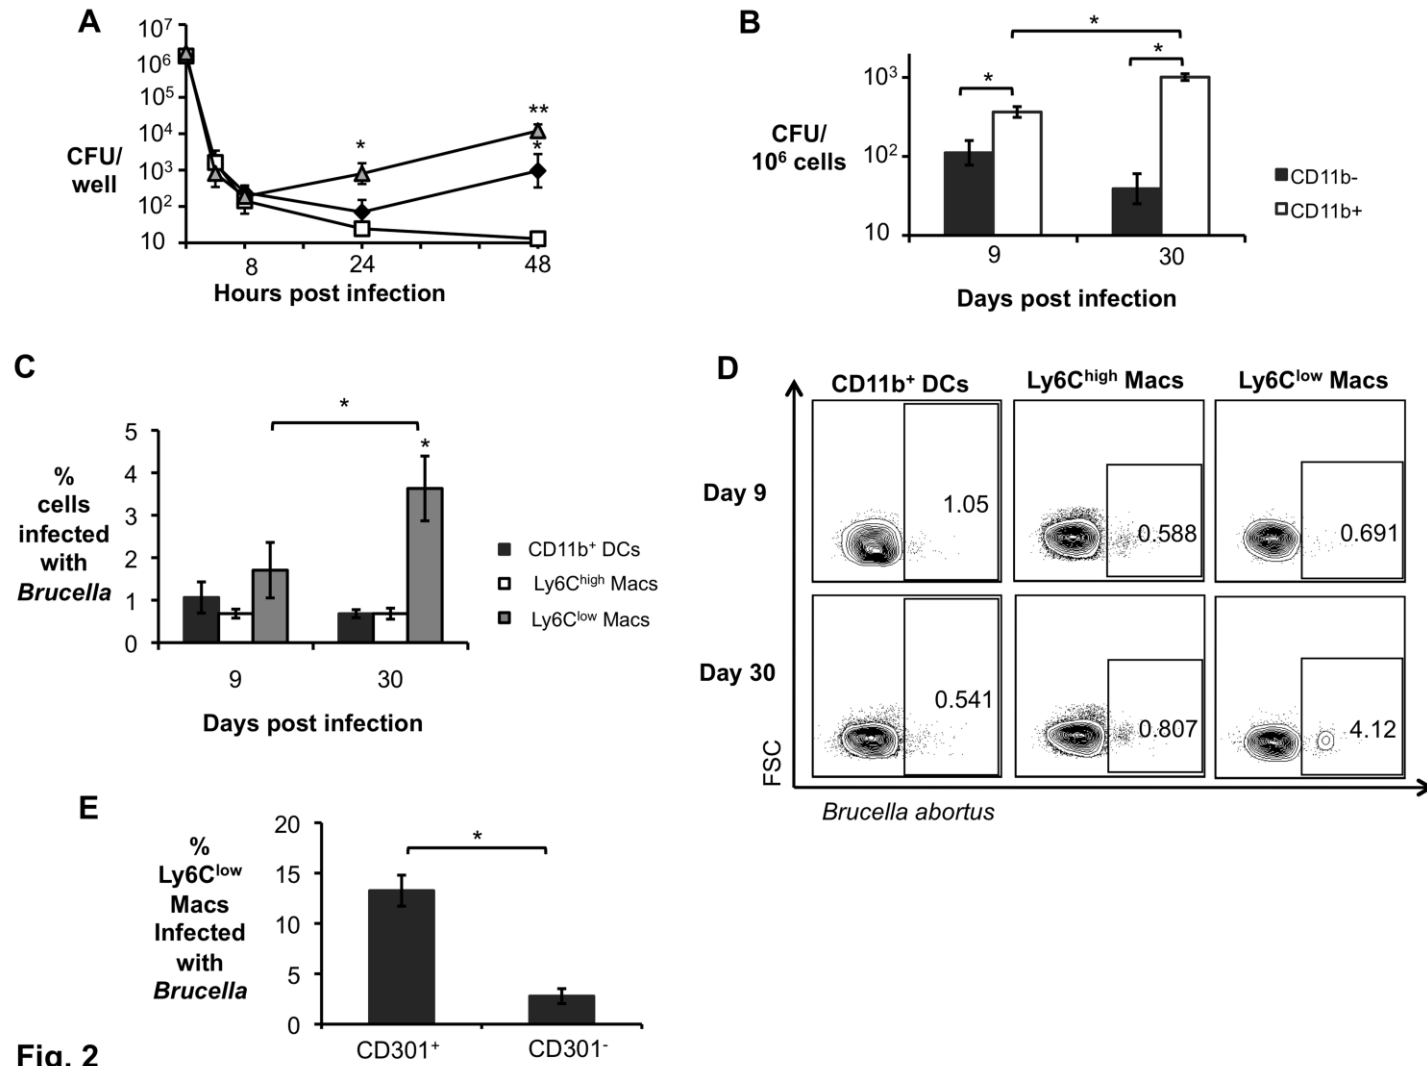 A
10⁷
10⁶
10⁵
10⁴
10³
10²
10
CFU/
well
*
**
*
8
24
48
Hours post infection
B
*
*
*
10³
10²
10
CFU/
10⁶ cells
CD11b-
CD11b+
9
30
Days post infection
C
5
4
3
2
1
0
%
cells
infected
with
Brucella
*
*
CD11b⁺ DCs
Ly6Cʰⁱᵍʰ Macs
Ly6Cˡᵒʷ Macs
9
30
Days post infection
D
CD11b⁺ DCs
Ly6Cʰⁱᵍʰ Macs
Ly6Cˡᵒʷ Macs
Day 9
1.05
0.588
0.691
Day 30
0.541
0.807
4.12
FSC
Brucella abortus
E
20
15
10
5
0
%
Ly6Cˡᵒʷ
Macs
Infected
with
Brucella
*
CD301⁺
CD301⁻
Fig. 2